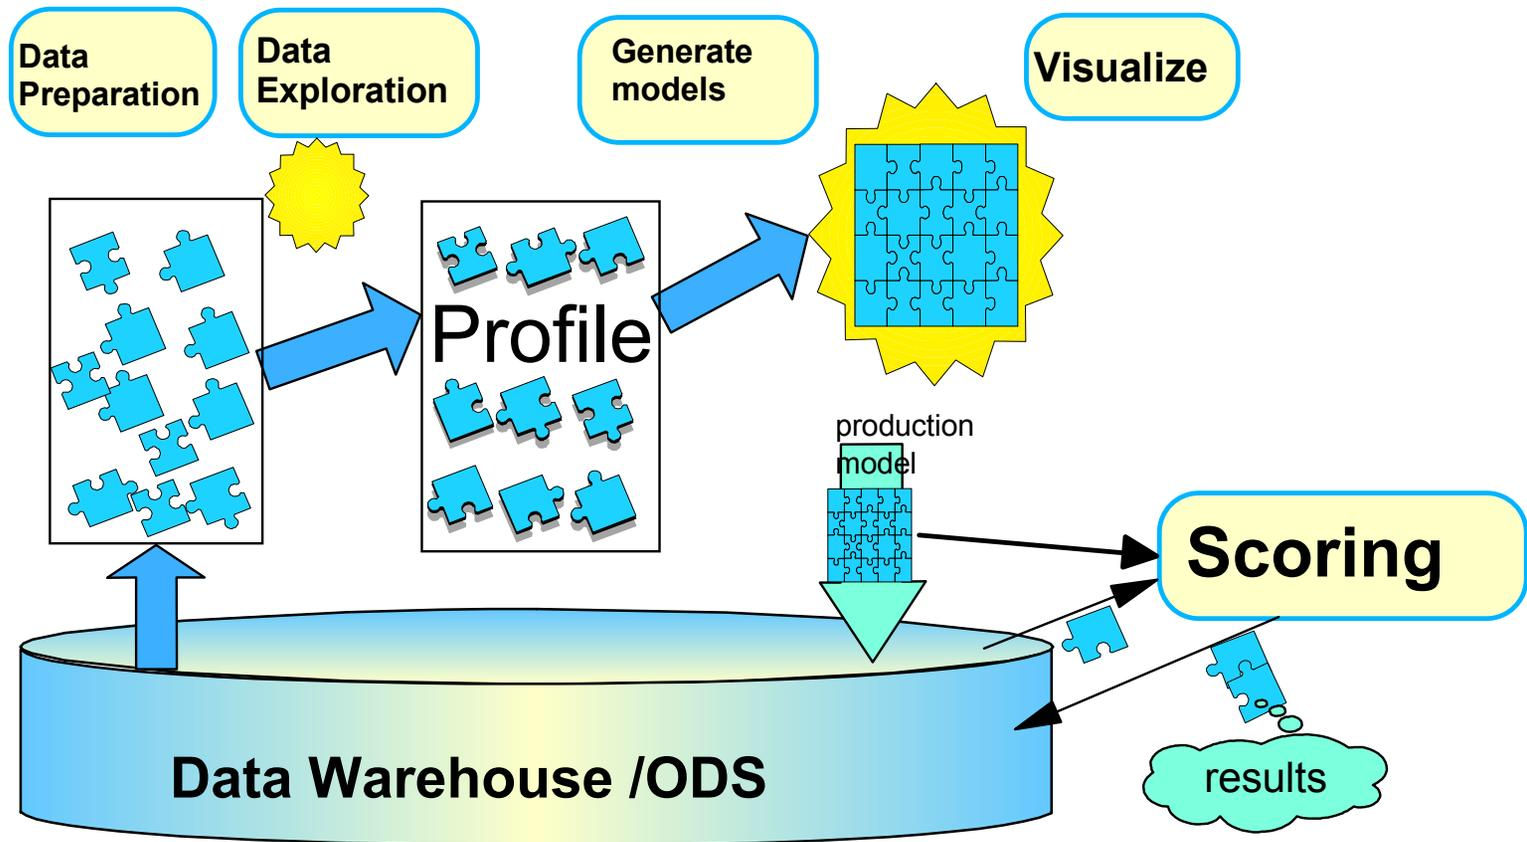 Data
Preparation
Data
Exploration
Generate
models
Visualize
Profile
production
model
Scoring
Data Warehouse /ODS
results